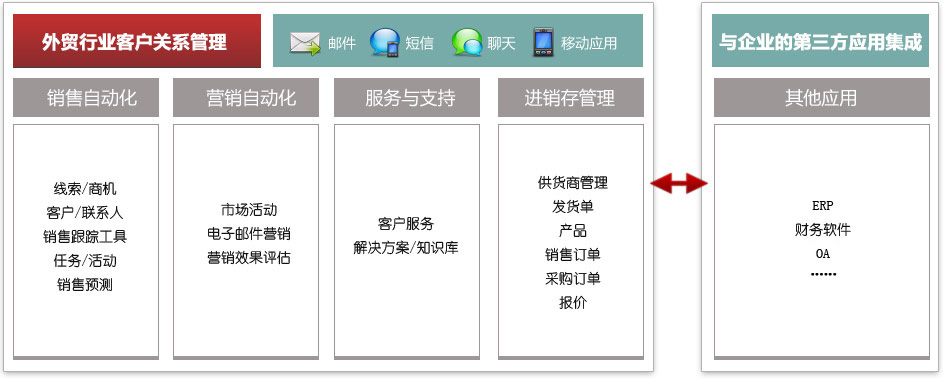 外贸行业客户关系管理
邮件
短信
聊天
移动应用
与企业的第三方应用集成
销售自动化
营销自动化
服务与支持
进销存管理
其他应用
线索/商机
客户/联系人
销售跟踪工具
任务/活动
销售预测
市场活动
电子邮件营销
营销效果评估
客户服务
解决方案/知识库
供货商管理
发货单
产品
销售订单
采购订单
报价
ERP
财务软件
OA
……